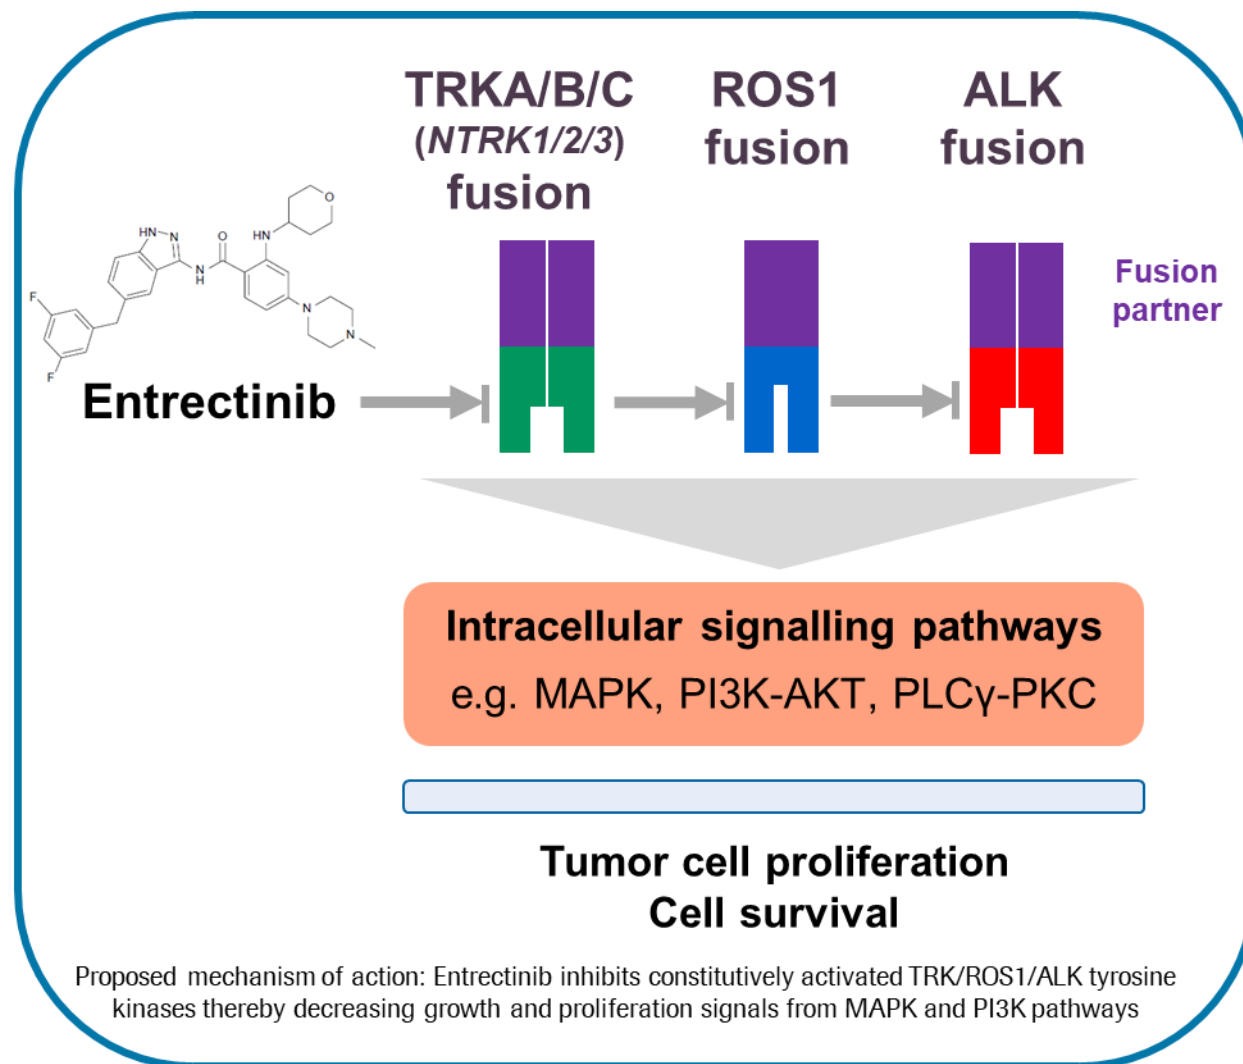 TRKA/B/C
(NTRK1/2/3)
fusion
ROS1
fusion
ALK
fusion
O
HN
N
O
HN
N
H
F
F
N
N
Fusion
partner
Entrectinib
Intracellular signalling pathways
e.g. MAPK, PI3K-AKT, PLCγ-PKC
Tumor cell proliferation
Cell survival
Proposed mechanism of action: Entrectinib inhibits constitutively activated TRK/ROS1/ALK tyrosine
kinases thereby decreasing growth and proliferation signals from MAPK and PI3K pathways